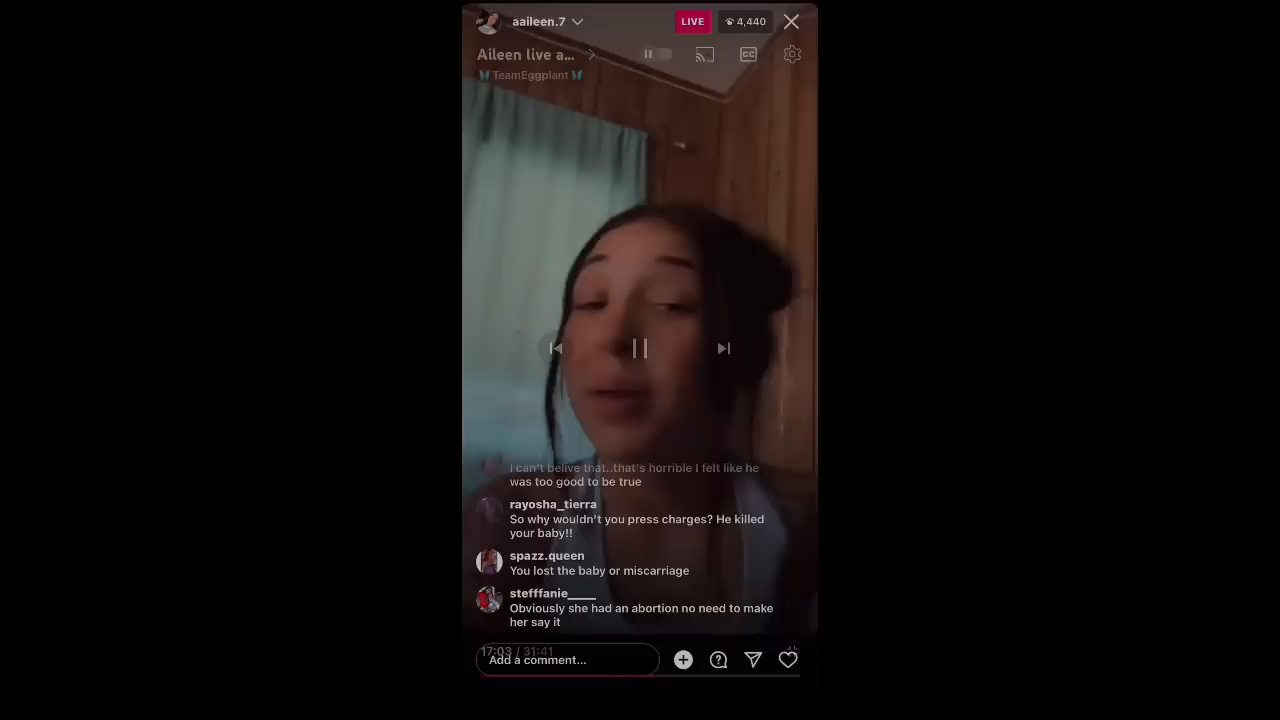 aaileen.7
LIVE
4,440
Aileen live a...
CC
TeamEggplant
I can't belive that..that's horrible I felt like he
was too good to be true
rayosha_tierra
So why wouldn't you press charges? He killed
your baby!!
spazz.queen
You lost the baby or miscarriage
stefffanie____
Obviously she had an abortion no need to make
her say it
17:03 / 31:41
Add a comment...